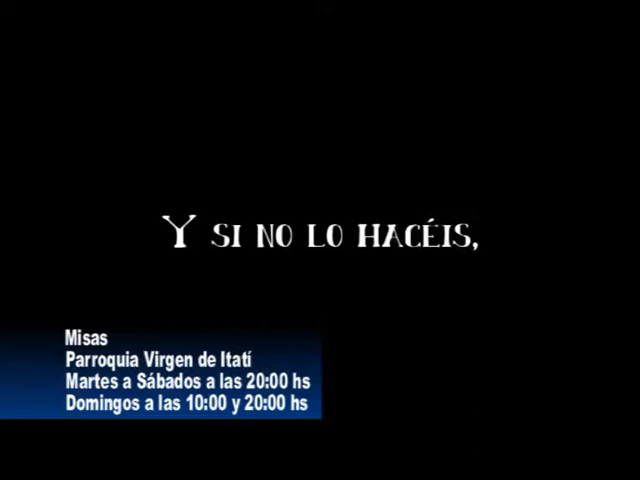 Y SI NO LO HACÉIS,
Misas
Parroquia Virgen de Itatí
Martes a Sábados a las 20:00 hs
Domingos a las 10:00 y 20:00 hs